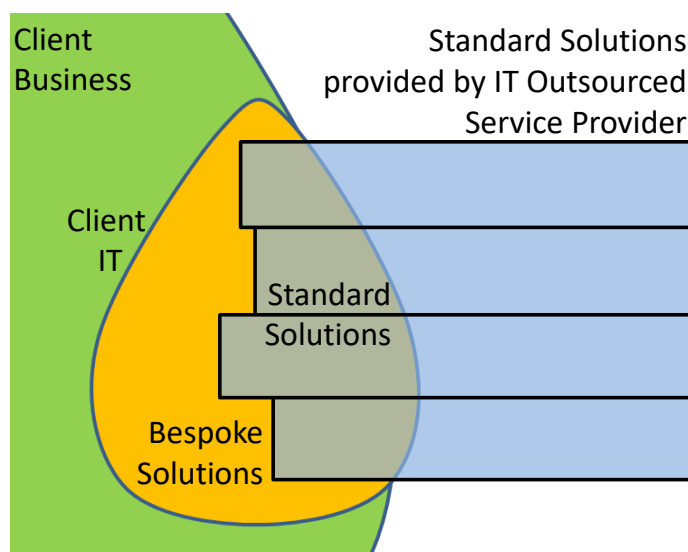 Client
Business
Standard Solutions
provided by IT Outsourced
Service Provider
Client
IT
Standard
Solutions
Bespoke
Solutions